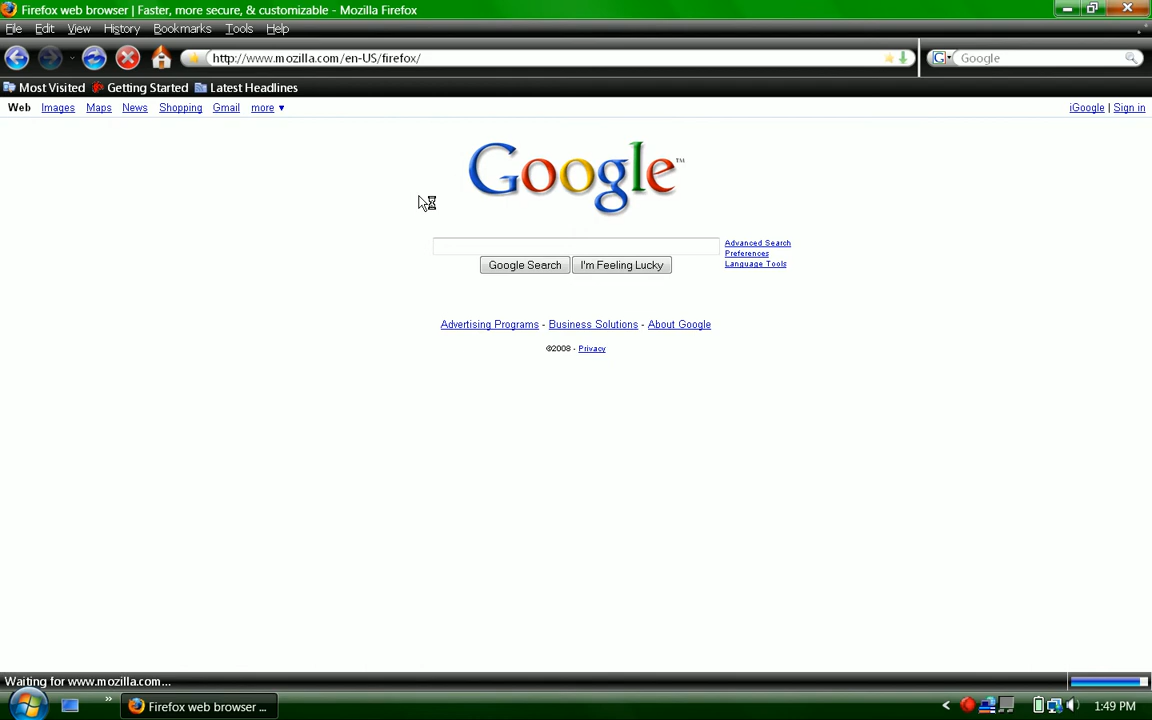 Firefox web browser | Faster, more secure, & customizable - Mozilla Firefox
File Edit View History Bookmarks Tools Help
http://www.mozilla.com/en-US/firefox/ G Google
Most Visited Getting Started Latest Headlines
Web Images Maps News Shopping Gmail more ▼ iGoogle | Sign in
Google™
Advanced Search
Preferences
Language Tools
Google Search I'm Feeling Lucky
Advertising Programs - Business Solutions - About Google
©2008 - Privacy
Waiting for www.mozilla.com...
» Firefox web browser ... 1:49 PM